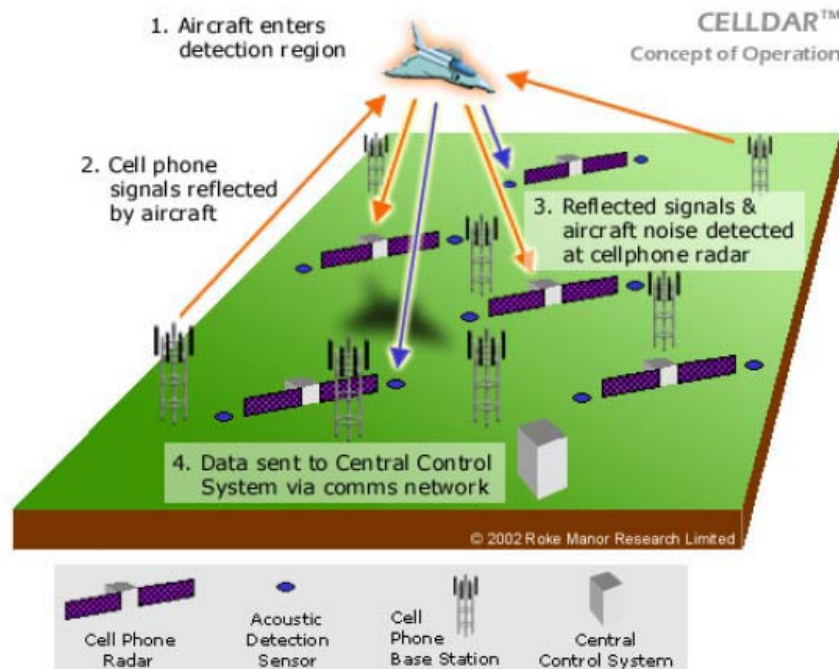 CELLDAR™
Concept of Operation
1. Aircraft enters
detection region
2. Cell phone
signals reflected
by aircraft
3. Reflected signals &
aircraft noise detected
at cellphone radar
4. Data sent to Central Control
System via comms network
© 2002 Roke Manor Research Limited
Cell Phone
Radar
Acoustic
Detection
Sensor
Cell
Phone
Base Station
Central
Control System